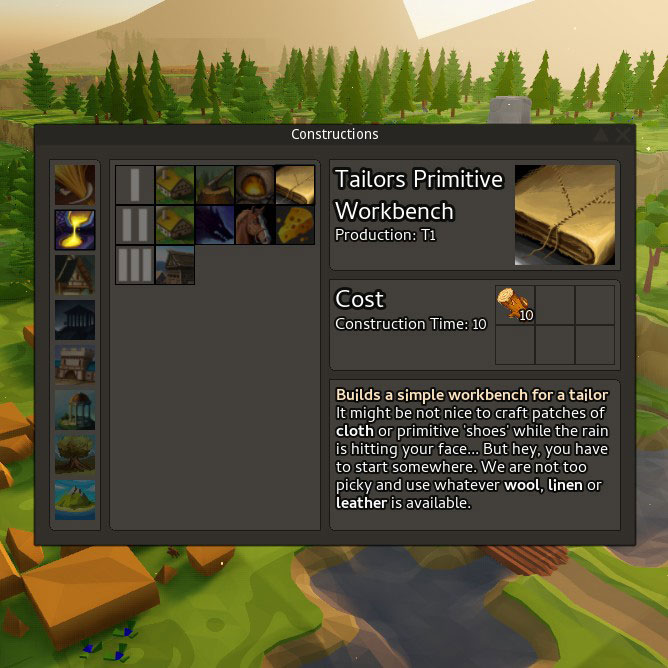 Constructions
Tailors Primitive
Workbench
Production: T1
Cost
Construction Time: 10
10
Builds a simple workbench for a tailor
It might be not nice to craft patches of
cloth or primitive 'shoes' while the rain
is hitting your face... But hey, you have
to start somewhere. We are not too
picky and use whatever wool, linen or
leather is available.